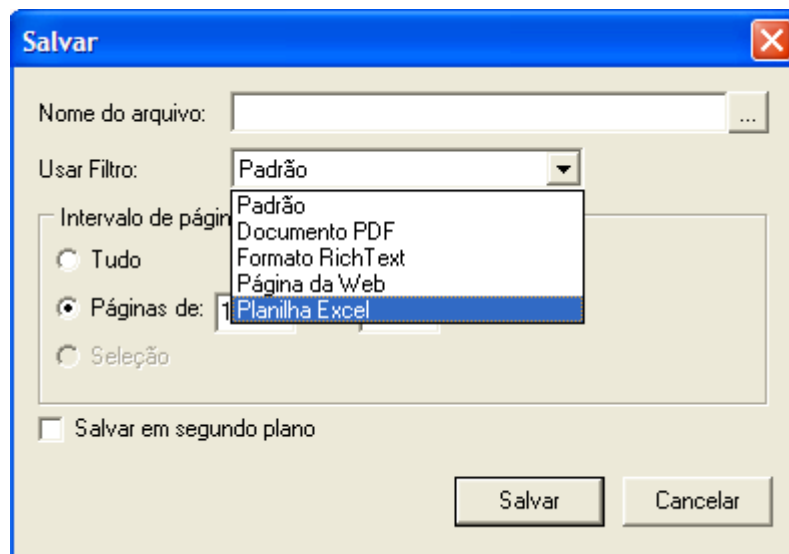 Salvar
Nome do arquivo:
...
Usar Filtro:
Padrão
Padrão
Documento PDF
Formato RichText
Página da Web
Planilha Excel
Intervalo de págin
Tudo
Páginas de: 1
Seleção
Salvar em segundo plano
Salvar
Cancelar